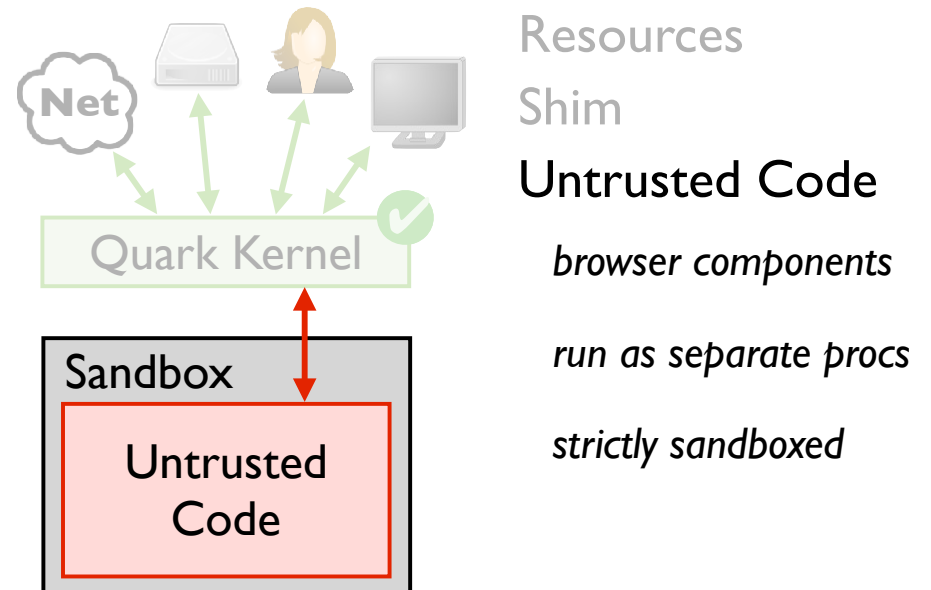 Net
Quark Kernel
Sandbox
Untrusted
Code
Resources
Shim
Untrusted Code
browser components
run as separate procs
strictly sandboxed